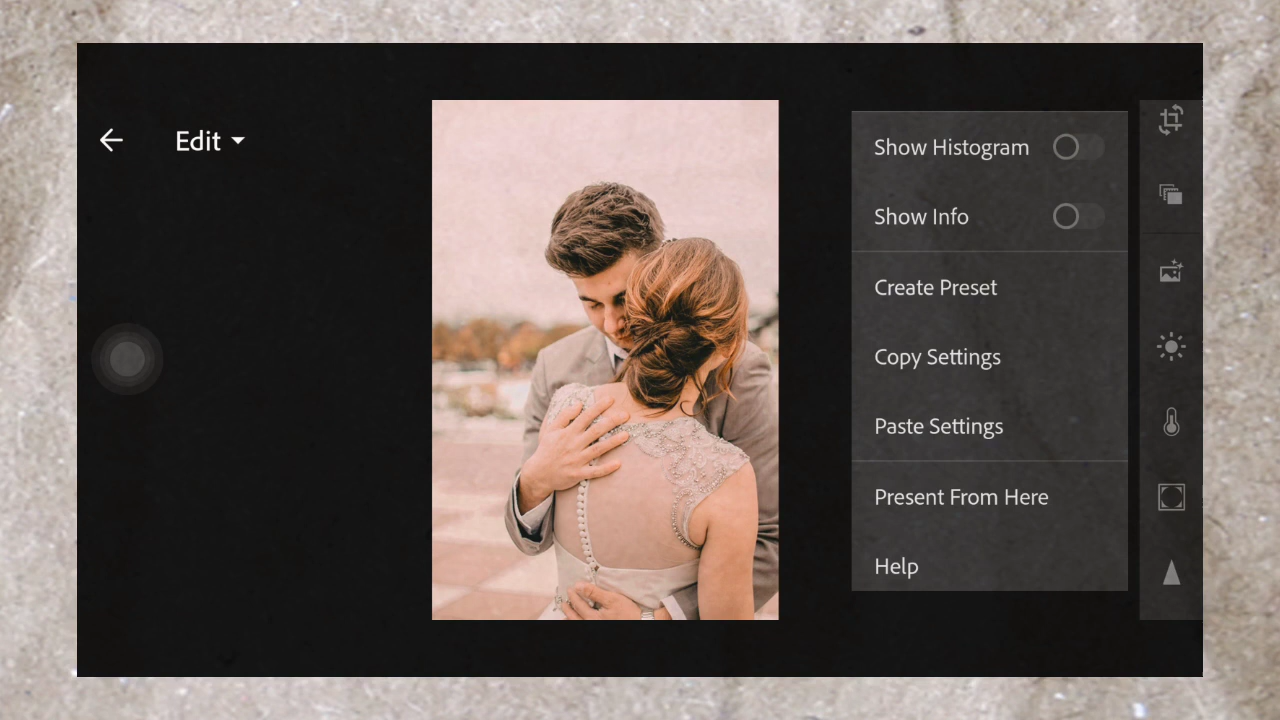 Edit
Show Histogram
Show Info
Create Preset
Copy Settings
Paste Settings
Present From Here
Help